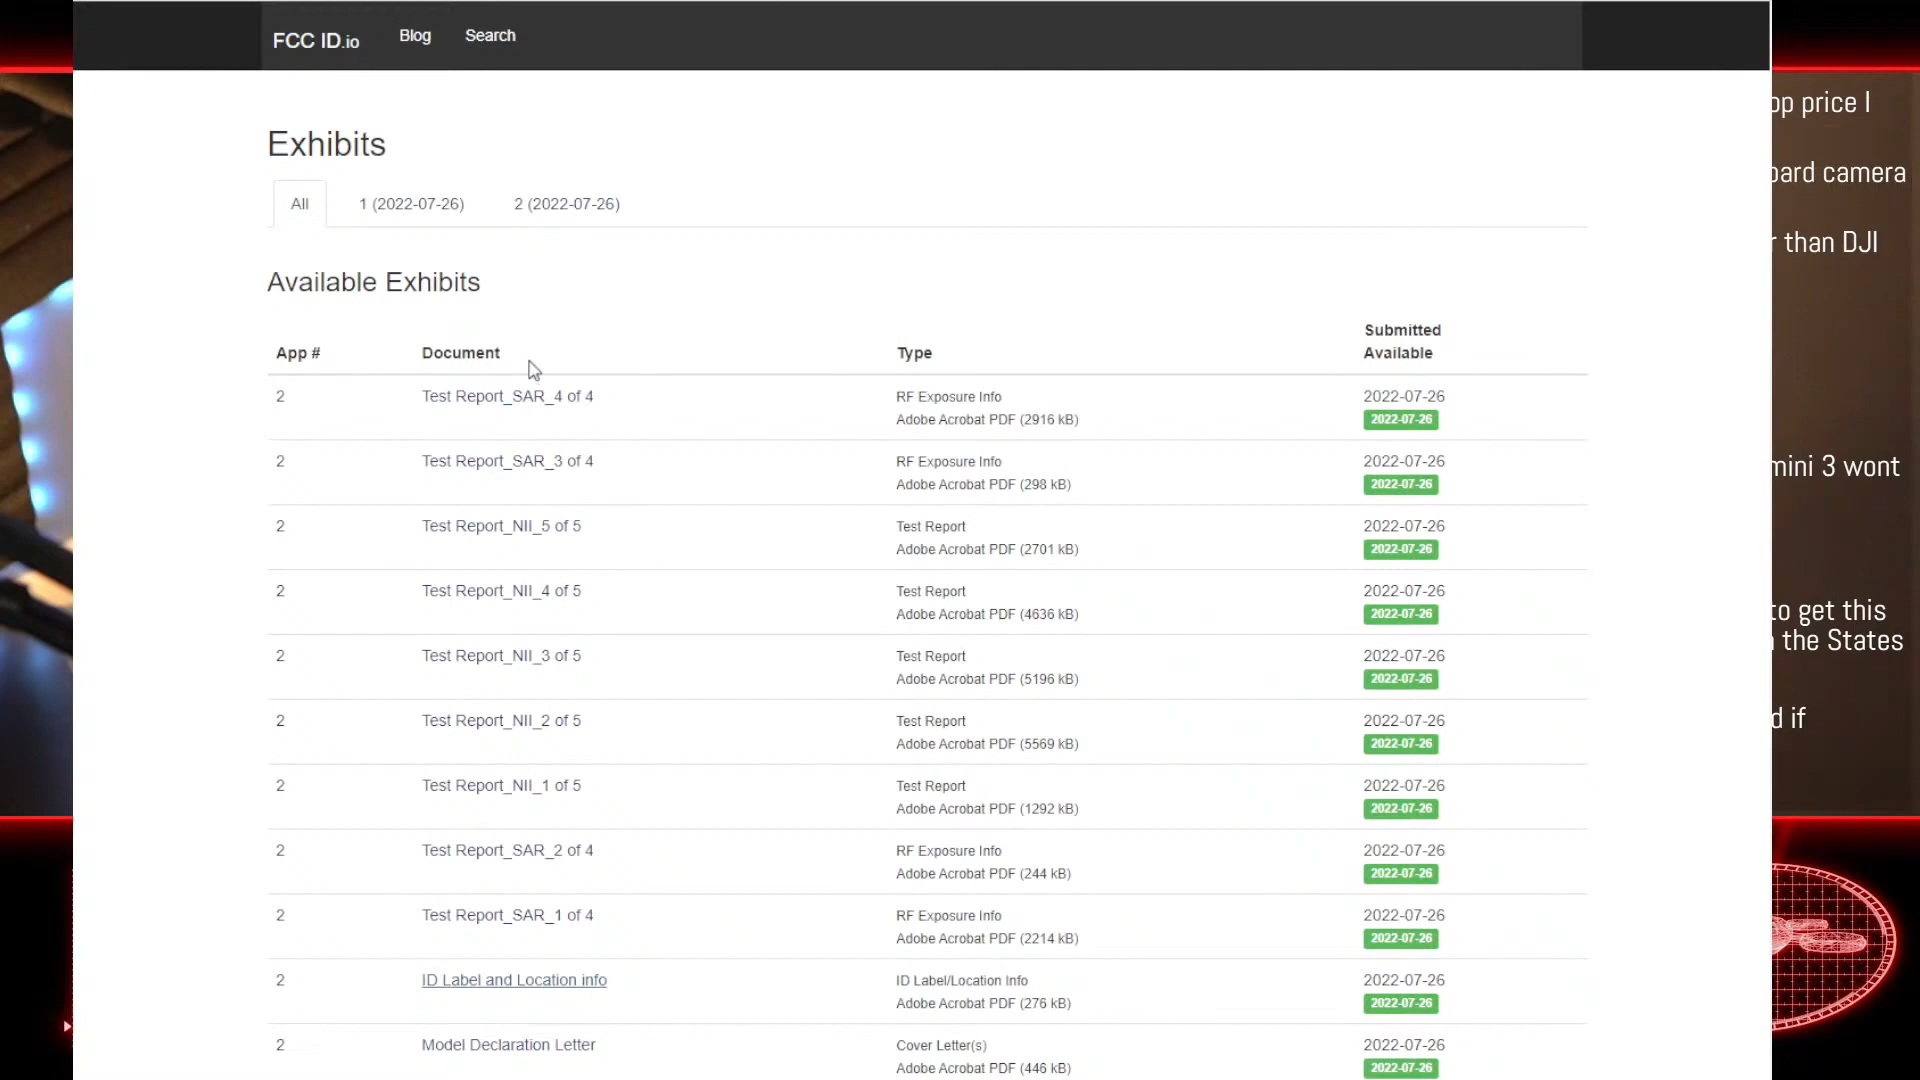 FCC ID.io Blog Search
Exhibits
All 1 (2022-07-26) 2 (2022-07-26)
Available Exhibits
App # Document Type Submitted Available
2 Test Report_SAR_4 of 4 RF Exposure Info 2022-07-26
Adobe Acrobat PDF (2916 kB) 2022-07-26
2 Test Report_SAR_3 of 4 RF Exposure Info 2022-07-26
Adobe Acrobat PDF (298 kB) 2022-07-26
2 Test Report_NII_5 of 5 Test Report 2022-07-26
Adobe Acrobat PDF (2701 kB) 2022-07-26
2 Test Report_NII_4 of 5 Test Report 2022-07-26
Adobe Acrobat PDF (4636 kB) 2022-07-26
2 Test Report_NII_3 of 5 Test Report 2022-07-26
Adobe Acrobat PDF (5196 kB) 2022-07-26
2 Test Report_NII_2 of 5 Test Report 2022-07-26
Adobe Acrobat PDF (5569 kB) 2022-07-26
2 Test Report_NII_1 of 5 Test Report 2022-07-26
Adobe Acrobat PDF (1292 kB) 2022-07-26
2 Test Report_SAR_2 of 4 RF Exposure Info 2022-07-26
Adobe Acrobat PDF (244 kB) 2022-07-26
2 Test Report_SAR_1 of 4 RF Exposure Info 2022-07-26
Adobe Acrobat PDF (2214 kB) 2022-07-26
2 ID Label and Location info ID Label/Location Info 2022-07-26
Adobe Acrobat PDF (276 kB) 2022-07-26
2 Model Declaration Letter Cover Letter(s) 2022-07-26
Adobe Acrobat PDF (446 kB) 2022-07-26
price I
camera
than DJI
mini 3 wont
to get this
the States
if